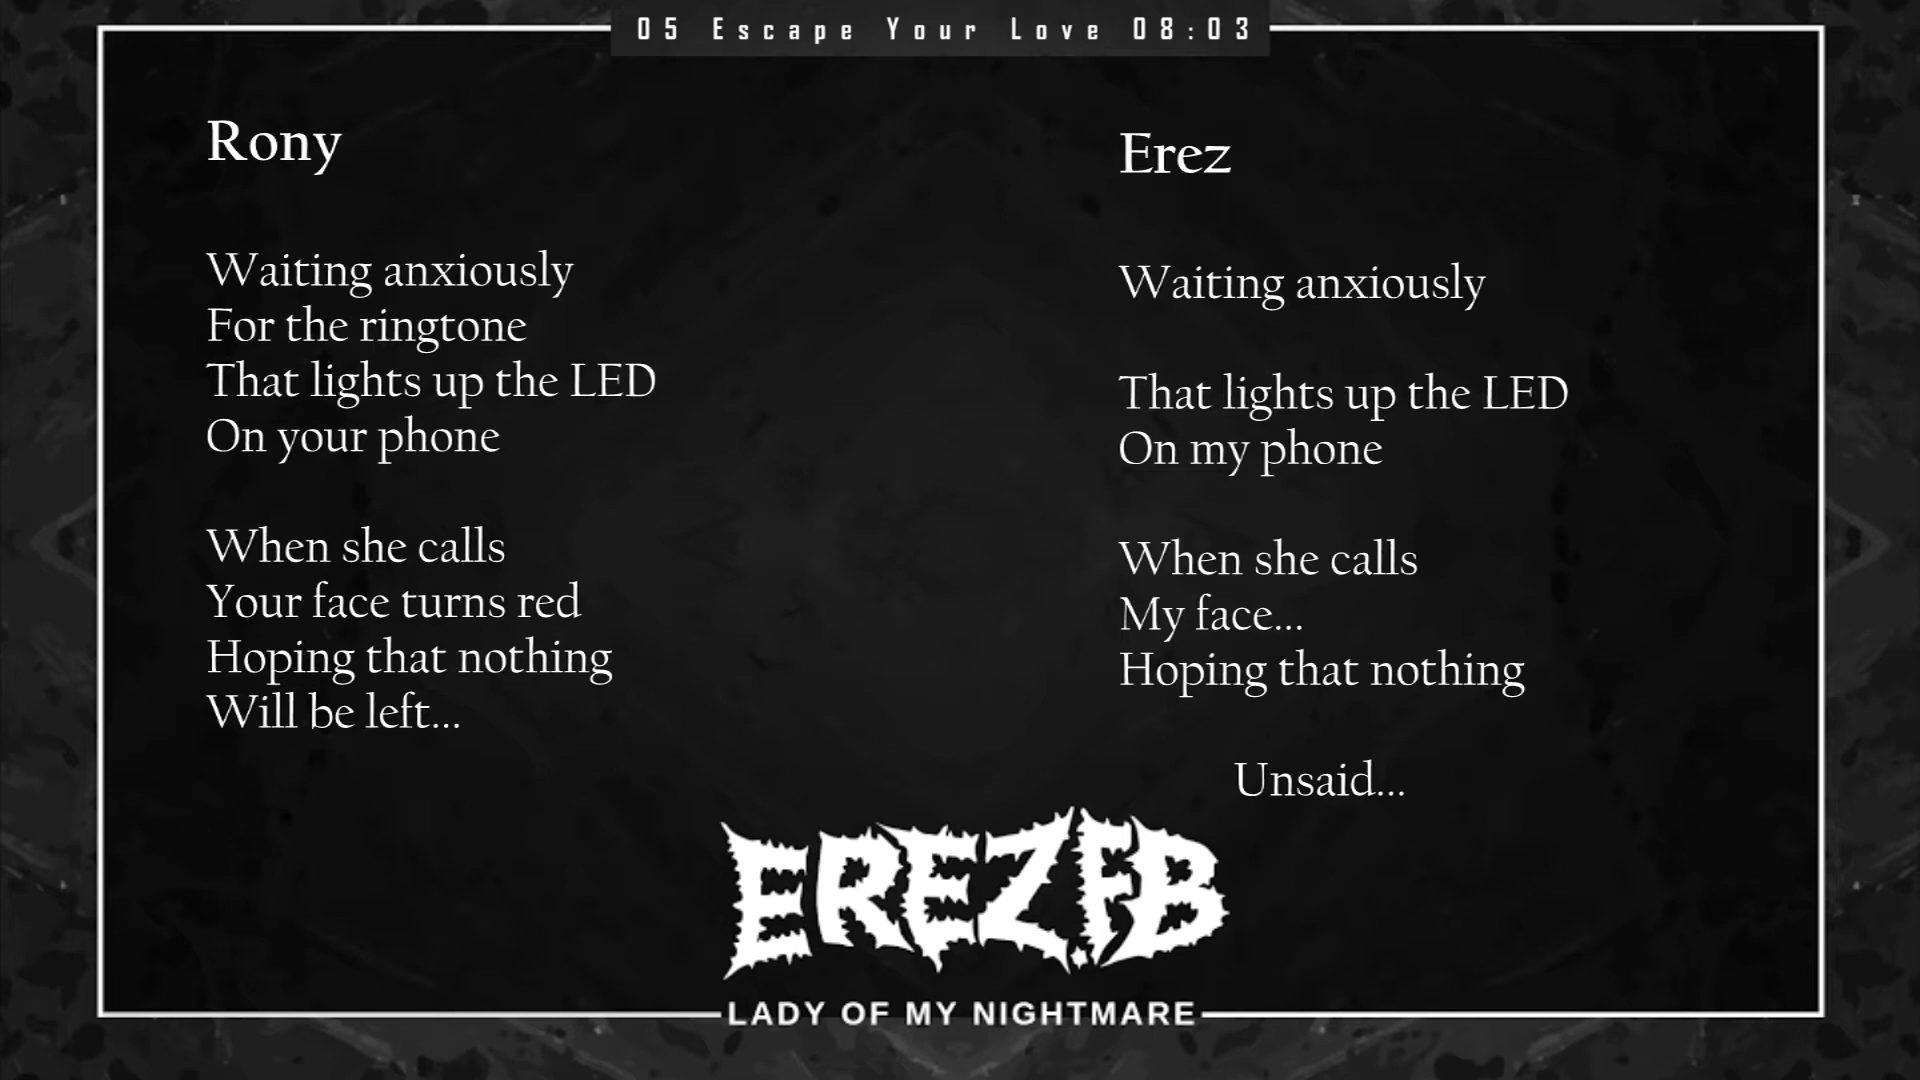 05 Escape Your Love 08:03
Rony
Waiting anxiously
For the ringtone
That lights up the LED
On your phone
When she calls
Your face turns red
Hoping that nothing
Will be left...
Erez
Waiting anxiously
That lights up the LED
On my phone
When she calls
My face...
Hoping that nothing
Unsaid...
EREZ.FB
LADY OF MY NIGHTMARE